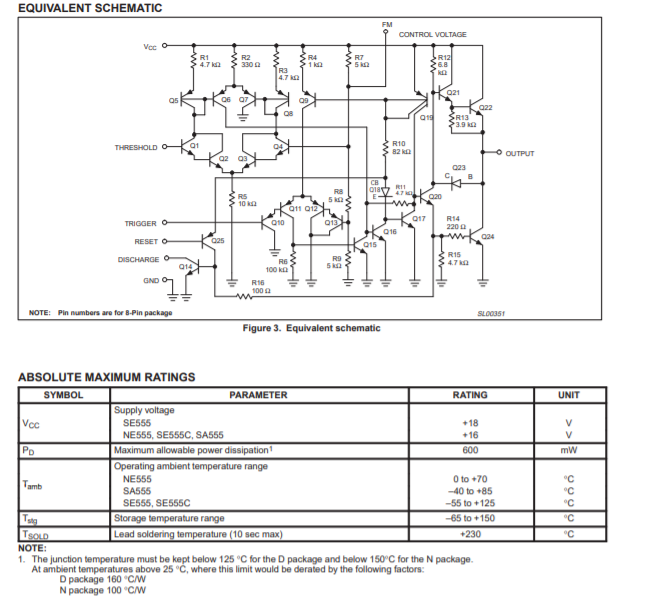 EQUIVALENT SCHEMATIC
FM
CONTROL VOLTAGE
VCC
R1
4.7 kΩ
R2
330 Ω
R3
4.7 kΩ
R4
1 kΩ
R7
5 kΩ
R12
6.8
kΩ
Q21
Q5
Q6
Q7
Q8
Q9
Q19
Q22
R13
3.9 kΩ
THRESHOLD
Q1
Q2
Q3
Q4
R10
82 kΩ
OUTPUT
Q23
C
B
CB
Q18
E
R11
4.7 kΩ
Q20
R5
10 kΩ
R8
5 kΩ
Q11
Q12
TRIGGER
Q10
Q13
Q17
R14
220 Ω
Q16
Q24
RESET
Q25
Q15
DISCHARGE
Q14
R6
100 kΩ
R9
5 kΩ
R15
4.7 kΩ
GND
R16
100 Ω
NOTE: Pin numbers are for 8-Pin package
SL00351
Figure 3. Equivalent schematic
ABSOLUTE MAXIMUM RATINGS
SYMBOL PARAMETER RATING UNIT
VCC Supply voltage
SE555 +18 V
NE555, SE555C, SA555 +16 V
PD Maximum allowable power dissipation1 600 mW
Tamb Operating ambient temperature range
NE555 0 to +70 °C
SA555 –40 to +85 °C
SE555, SE555C –55 to +125 °C
Tstg Storage temperature range –65 to +150 °C
TSOLD Lead soldering temperature (10 sec max) +230 °C
NOTE:
1. The junction temperature must be kept below 125 °C for the D package and below 150°C for the N package.
At ambient temperatures above 25 °C, where this limit would be derated by the following factors:
D package 160 °C/W
N package 100 °C/W